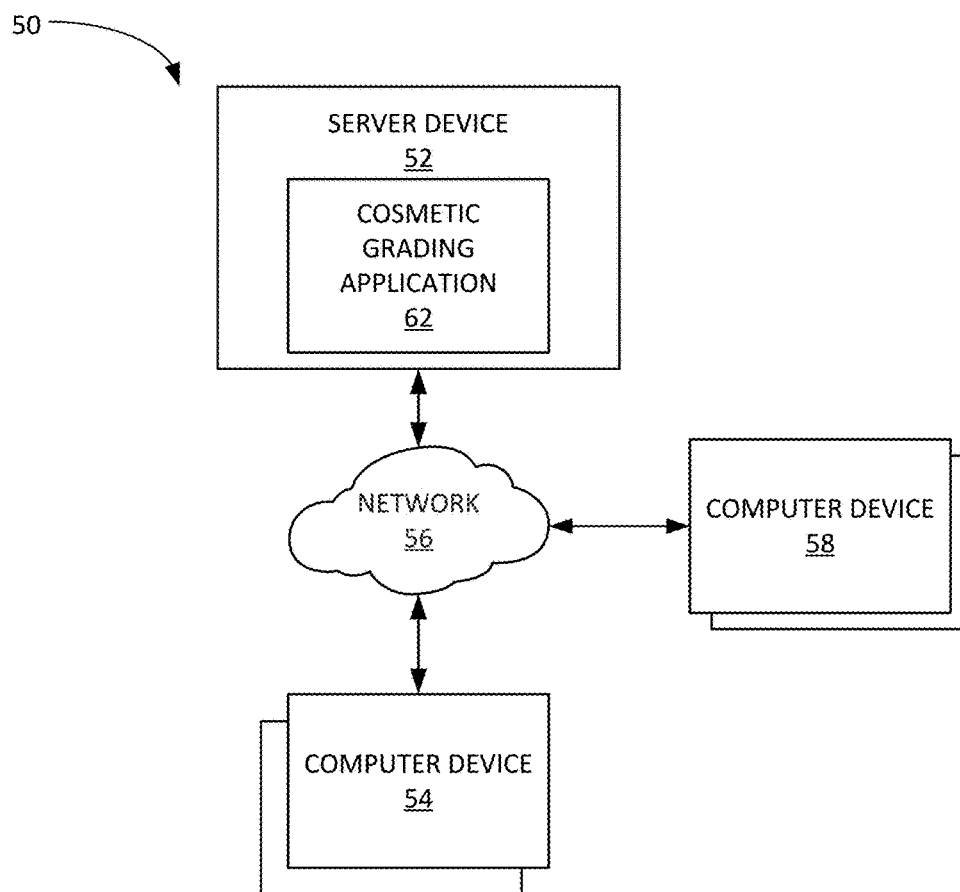 50
SERVER DEVICE
52
COSMETIC
GRADING
APPLICATION
62
NETWORK
56
COMPUTER DEVICE
58
COMPUTER DEVICE
54